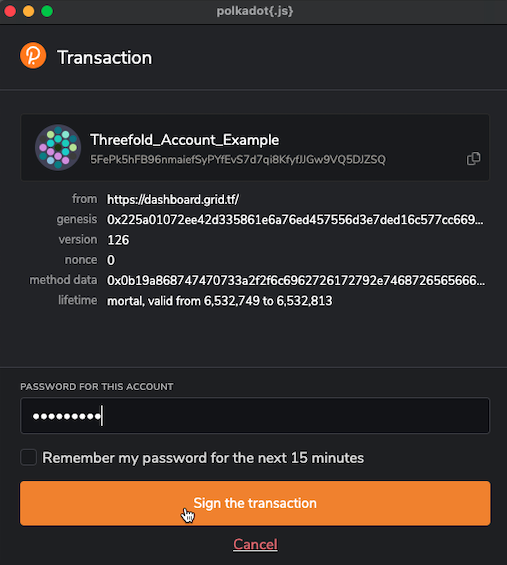 polkadot{.js}
Transaction
Threefold_Account_Example
5FePk5hFB96nmaiefSyPYfEvS7d7qi8KfyfJJGw9VQ5DJZSQ
from https://dashboard.grid.tf/
genesis 0x225a01072ee42d335861e6a76ed457556d3e7ded16c577cc669...
version 126
nonce 0
method data 0x0b19a868747470733a2f2f6c6962726172792e7468726565666...
lifetime mortal, valid from 6,532,749 to 6,532,813
PASSWORD FOR THIS ACCOUNT
Remember my password for the next 15 minutes
Sign the transaction
Cancel